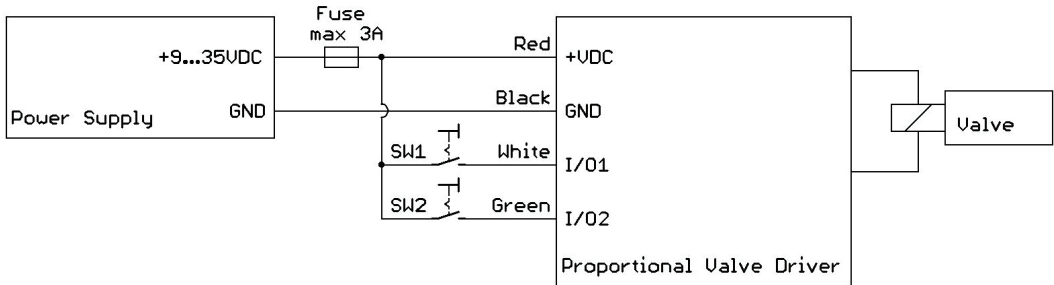 Fuse
max 3A
+9...35VDC
GND
Power Supply
Red
Black
SW1
White
SW2
Green
+VDC
GND
I/O1
I/O2
Proportional Valve Driver
Valve